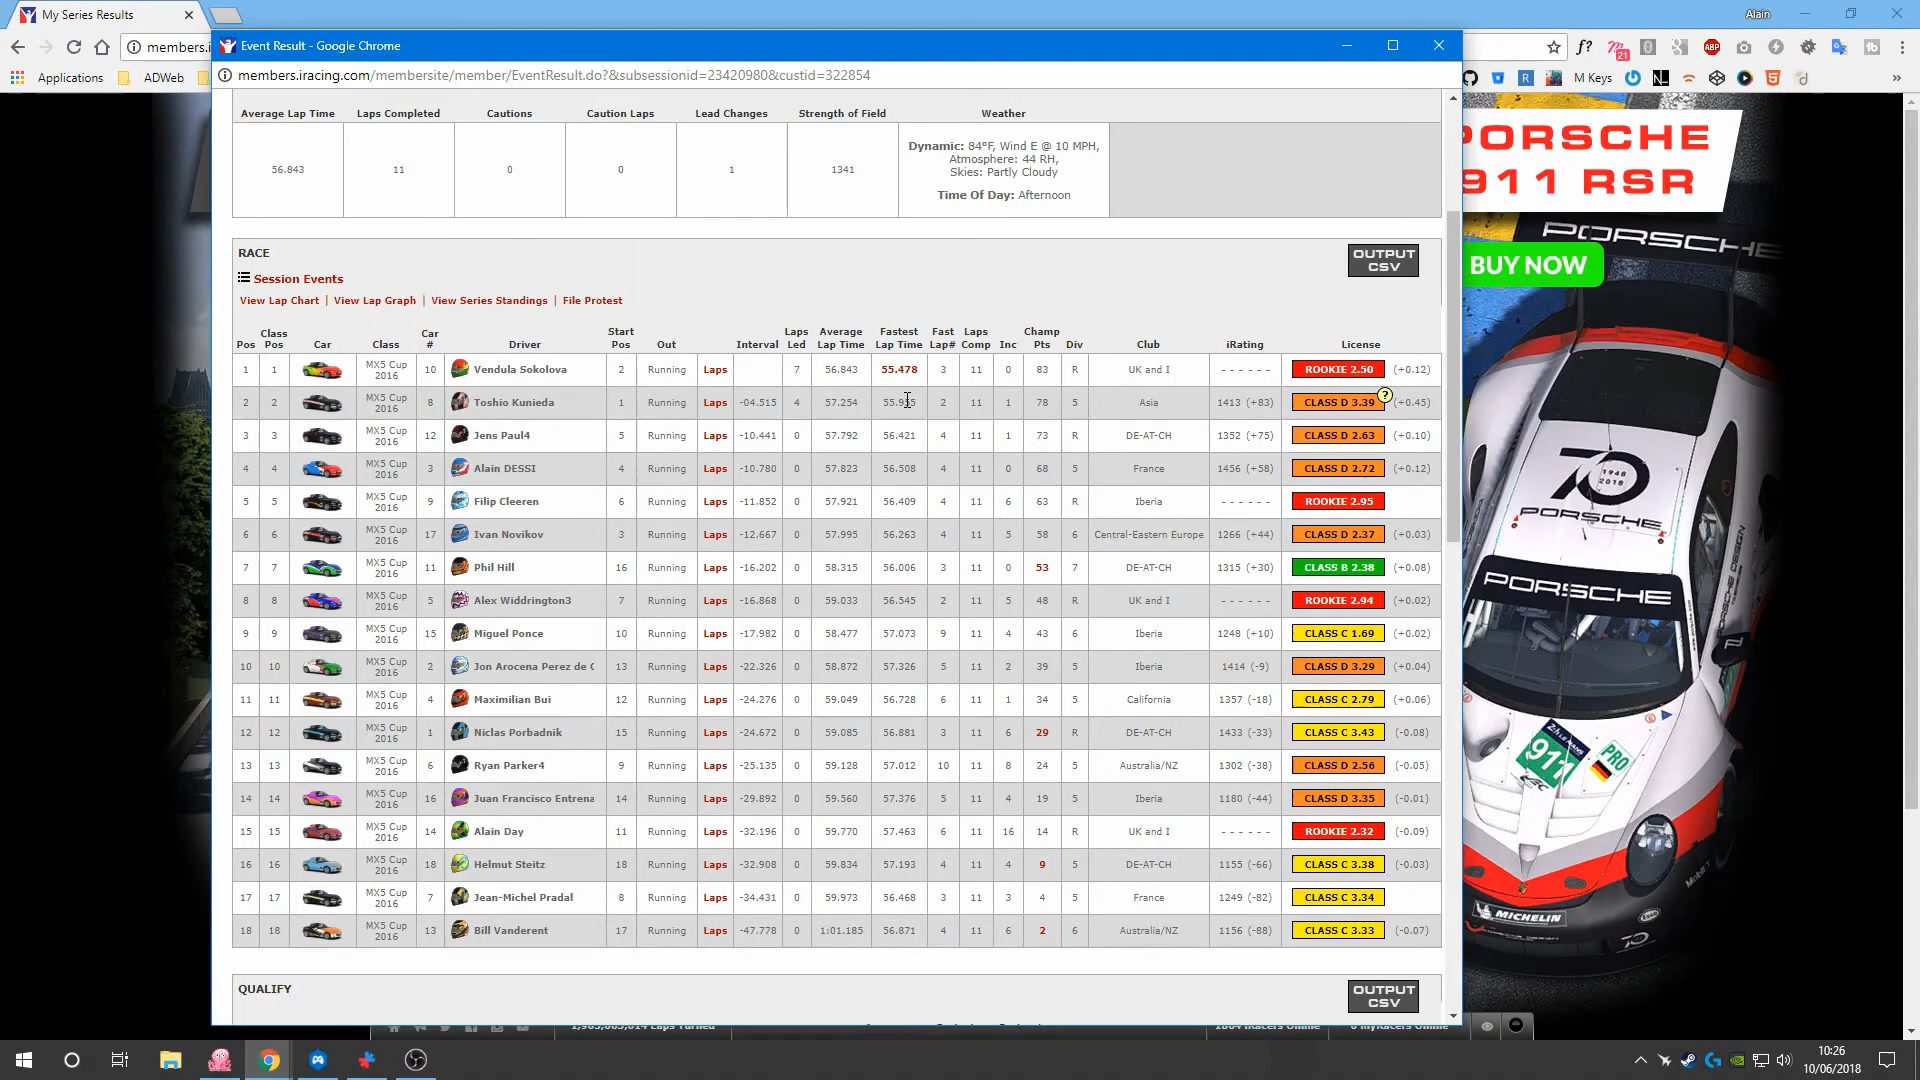 My Series Results
Alain
members.i
Applications
ADWeb
M Keys
»
Event Result - Google Chrome
members.iracing.com/membersite/member/EventResult.do?&subsessionid=23420980&custid=322854
Average Lap Time Laps Completed Cautions Caution Laps Lead Changes Strength of Field Weather
56.843 11 0 0 1 1341
Dynamic: 84°F, Wind E @ 10 MPH,
Atmosphere: 44 RH,
Skies: Partly Cloudy
Time Of Day: Afternoon
RACE
OUTPUT
CSV
Session Events
View Lap Chart | View Lap Graph | View Series Standings | File Protest
Pos Class Pos Car Class Car # Driver Start Pos Out Interval Laps Led Average Lap Time Fastest Lap Time Fast Lap# Laps Comp Inc Champ Pts Div Club iRating License
1 1 MX5 Cup 2016 10 Vendula Sokolova 2 Running Laps 7 56.843 55.478 3 11 0 83 R UK and I - - - - - - ROOKIE 2.50 (+0.12)
2 2 MX5 Cup 2016 8 Toshio Kunieda 1 Running Laps -04.515 4 57.254 2 11 1 78 5 Asia 1413 (+83) CLASS D 3.39 (+0.45)
3 3 MX5 Cup 2016 12 Jens Paul4 5 Running Laps -10.441 0 57.792 56.421 4 11 1 73 R DE-AT-CH 1352 (+75) CLASS D 2.63 (+0.10)
4 4 MX5 Cup 2016 3 Alain DESSI 4 Running Laps -10.780 0 57.823 56.508 4 11 0 68 5 France 1456 (+58) CLASS D 2.72 (+0.12)
5 5 MX5 Cup 2016 9 Filip Cleeren 6 Running Laps -11.852 0 57.921 56.409 4 11 6 63 R Iberia - - - - - - ROOKIE 2.95
6 6 MX5 Cup 2016 17 Ivan Novikov 3 Running Laps -12.667 0 57.995 56.263 4 11 5 58 6 Central-Eastern Europe 1266 (+44) CLASS D 2.37 (+0.03)
7 7 MX5 Cup 2016 11 Phil Hill 16 Running Laps -16.202 0 58.315 56.006 3 11 0 53 7 DE-AT-CH 1315 (+30) CLASS B 2.38 (+0.08)
8 8 MX5 Cup 2016 5 Alex Widdrington3 7 Running Laps -16.868 0 59.033 56.545 2 11 5 48 R UK and I - - - - - - ROOKIE 2.94 (+0.02)
9 9 MX5 Cup 2016 15 Miguel Ponce 10 Running Laps -17.982 0 58.477 57.073 9 11 4 43 6 Iberia 1248 (+10) CLASS C 1.69 (+0.02)
10 10 MX5 Cup 2016 2 Jon Arocena Perez de C 13 Running Laps -22.326 0 58.872 57.326 5 11 2 39 5 Iberia 1414 (-9) CLASS D 3.29 (+0.04)
11 11 MX5 Cup 2016 4 Maximilian Bui 12 Running Laps -24.276 0 59.049 56.728 6 11 1 34 5 California 1357 (-18) CLASS C 2.79 (+0.06)
12 12 MX5 Cup 2016 1 Niclas Porbadnik 15 Running Laps -24.672 0 59.085 56.881 3 11 6 29 R DE-AT-CH 1433 (-33) CLASS C 3.43 (-0.08)
13 13 MX5 Cup 2016 6 Ryan Parker4 9 Running Laps -25.135 0 59.128 57.012 10 11 8 24 5 Australia/NZ 1302 (-38) CLASS D 2.56 (-0.05)
14 14 MX5 Cup 2016 16 Juan Francisco Entrena 14 Running Laps -29.892 0 59.560 57.376 5 11 4 19 5 Iberia 1180 (-44) CLASS D 3.35 (-0.01)
15 15 MX5 Cup 2016 14 Alain Day 11 Running Laps -32.196 0 59.770 57.463 6 11 16 14 R UK and I - - - - - - ROOKIE 2.32 (-0.09)
16 16 MX5 Cup 2016 18 Helmut Steitz 18 Running Laps -32.908 0 59.834 57.193 4 11 4 9 5 DE-AT-CH 1155 (-66) CLASS C 3.38 (-0.03)
17 17 MX5 Cup 2016 7 Jean-Michel Pradal 8 Running Laps -34.431 0 59.973 56.468 3 11 3 4 5 France 1249 (-82) CLASS C 3.34
18 18 MX5 Cup 2016 13 Bill Vanderent 17 Running Laps -47.778 0 1:01.185 56.871 4 11 6 2 6 Australia/NZ 1156 (-88) CLASS C 3.33 (-0.07)
QUALIFY
OUTPUT
CSV
PORSCHE
911 RSR
BUY NOW
PORSCHE
70
1948
2018
PORSCHE
PORSCHE
911
PRO
MICHELIN
10:26
10/06/2018